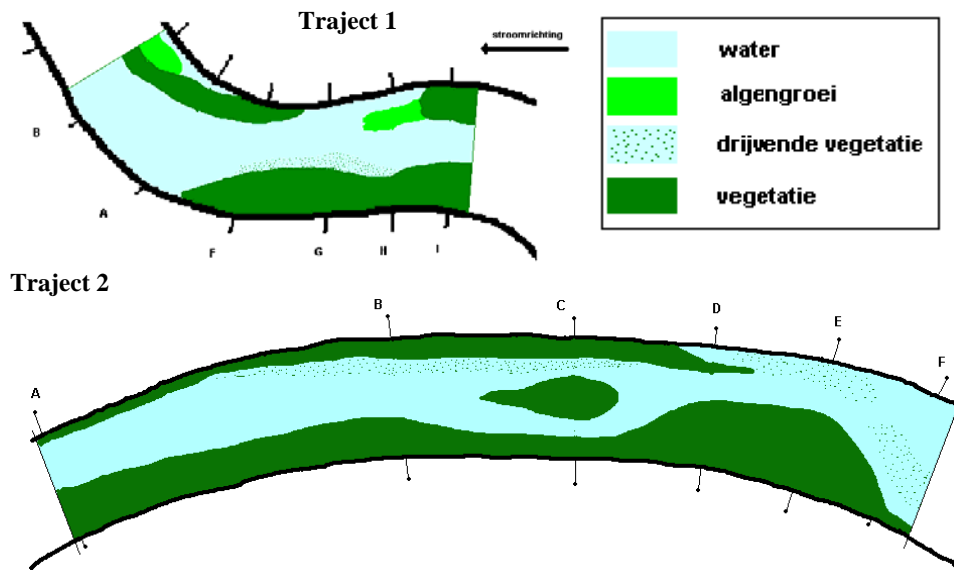 Traject 1
stroomrichting
water
algengroei
drijvende vegetatie
vegetatie
B
A
F
G
H
I
Traject 2
A
B
C
D
E
F